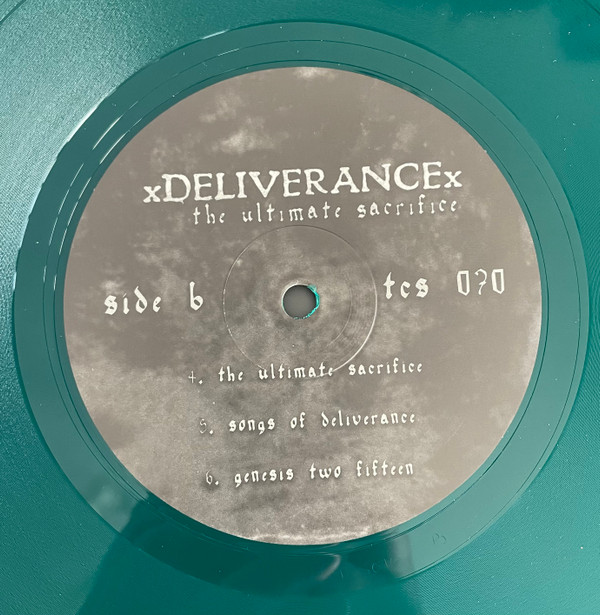 xDELIVERANCEx
the ultimate sacrifice
side b
tcs 070
4. the ultimate sacrifice
5. songs of deliverance
6. genesis two fifteen